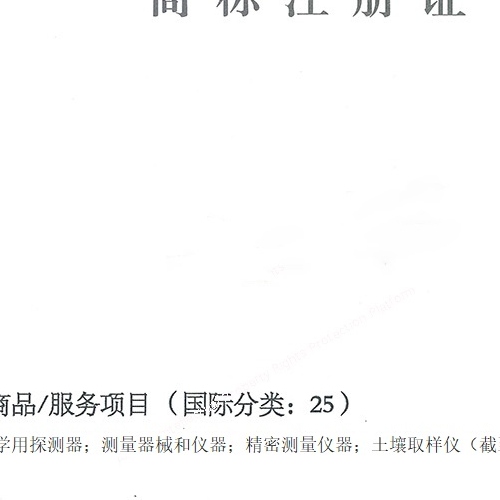 商标注册证
商品/服务项目（国际分类：25）
学用探测器；测量器械和仪器；精密测量仪器；土壤取样仪（截